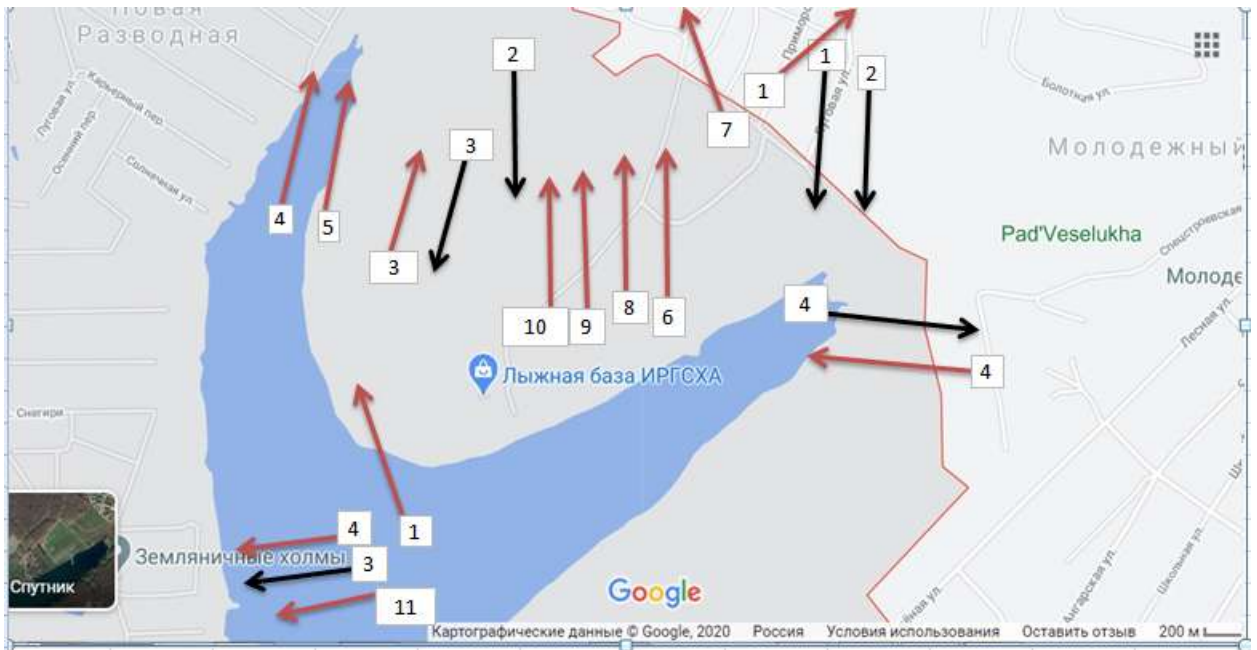 Новая
Разводная
Луговая ул.
Карьерный пер.
Осенний пер.
Солнечная ул.
2
3
4
5
3
10
9
8
6
7
1
1
2
Луговая ул.
Болотная ул.
Молодежный
Pad'Veselukha
Спецстроевская
Молоде
Лесная ул.
4
4
Лыжная база ИРГСХА
Снегири
1
4
3
11
Земляничные холмы
Спутник
Google
Ангарская ул.
Школьная ул.
Картографические данные © Google, 2020 Россия Условия использования Оставить отзыв 200 м